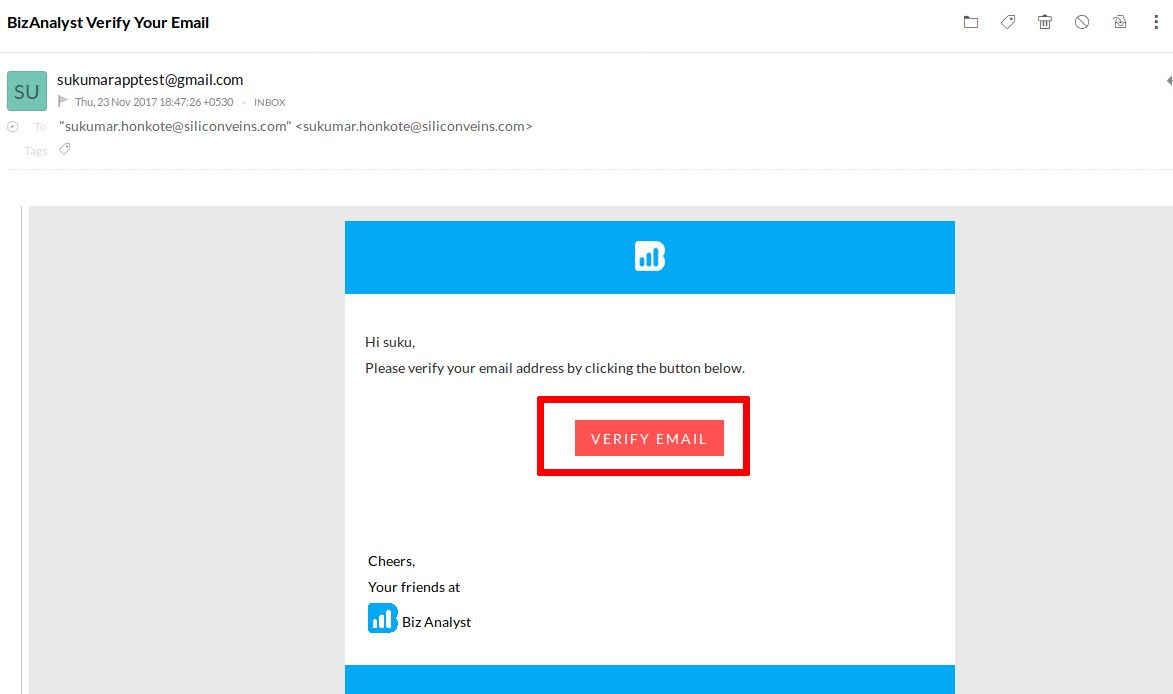 BizAnalyst Verify Your Email
SU
sukumarapptest@gmail.com
Thu, 23 Nov 2017 18:47:26 +0530 • INBOX
To "sukumar.honkote@siliconveins.com" <sukumar.honkote@siliconveins.com>
Tags
Hi suku,
Please verify your email address by clicking the button below.
VERIFY EMAIL
Cheers,
Your friends at
Biz Analyst